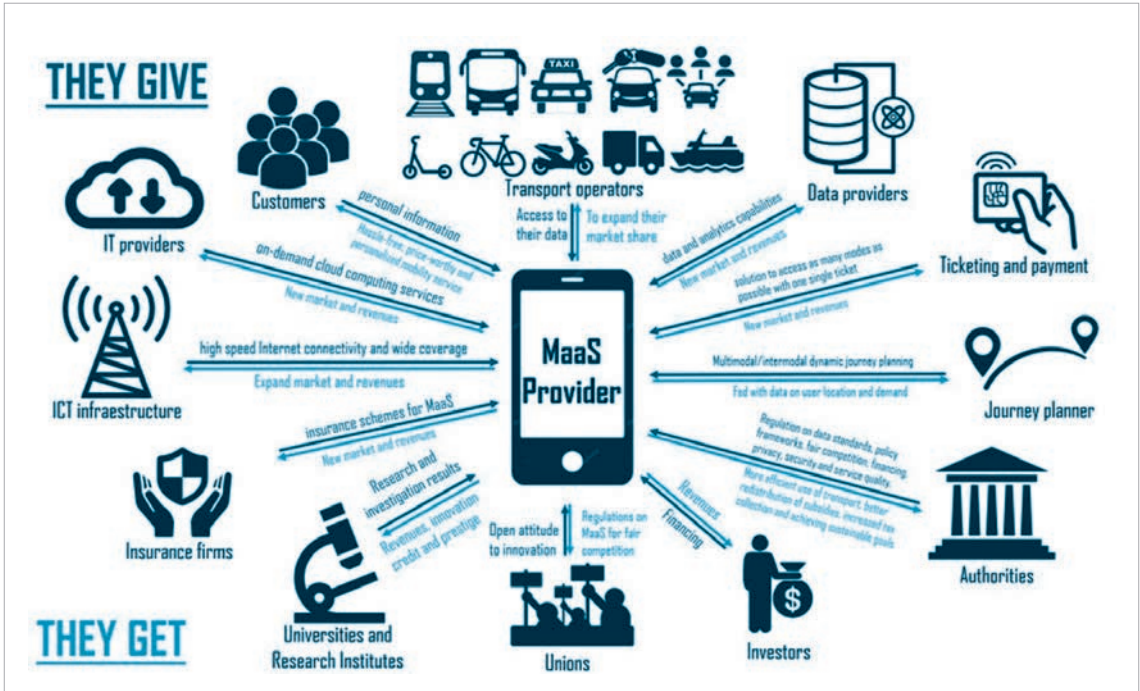 THEY GIVE
TAXI
Customers
Transport operators
Data providers
IT providers
Ticketing and payment
personal information
Hassle-free, price-worthy and
personalized mobility service
Access to
their data
To expand their
market share
data and analytics capabilities
New market and revenues
on-demand cloud computing services
New market and revenues
solution to access as many modes as
possible with one single ticket
New market and revenues
MaaS
Provider
high speed Internet connectivity and wide coverage
Expand market and revenues
ICT infraestructure
Multimodal/intermodal dynamic journey planning
Fed with data on user location and demand
Journey planner
insurance schemes for MaaS
New market and revenues
Insurance firms
Regulation on data standards, policy
frameworks, fair competition, financing,
privacy, security and service quality.
More efficient use of transport, better
redistribution of subsidies, increased tax
collection and achieving sustainable goals
Authorities
Research and
investigation results
Revenues, innovation
credit and prestige
Universities and
Research Institutes
Open attitude
to innovation
Regulations on
MaaS for fair
competition
Unions
Revenues
Financing
$
Investors
THEY GET